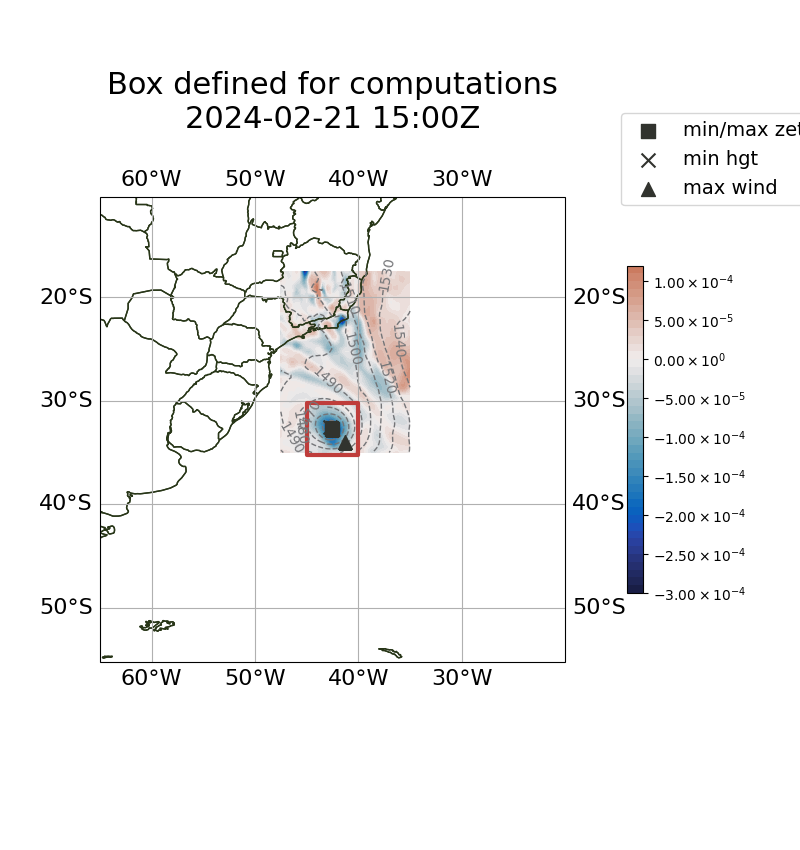 Box defined for computations
2024-02-21 15:00Z
min/max zet
min hgt
max wind
60°W 50°W 40°W 30°W
20°S 20°S
30°S 30°S
40°S 40°S
50°S 50°S
60°W 50°W 40°W 30°W
1530
1540
1500
1520
1490
1490
1.00 × 10⁻⁴
5.00 × 10⁻⁵
0.00 × 10⁰
−5.00 × 10⁻⁵
−1.00 × 10⁻⁴
−1.50 × 10⁻⁴
−2.00 × 10⁻⁴
−2.50 × 10⁻⁴
−3.00 × 10⁻⁴